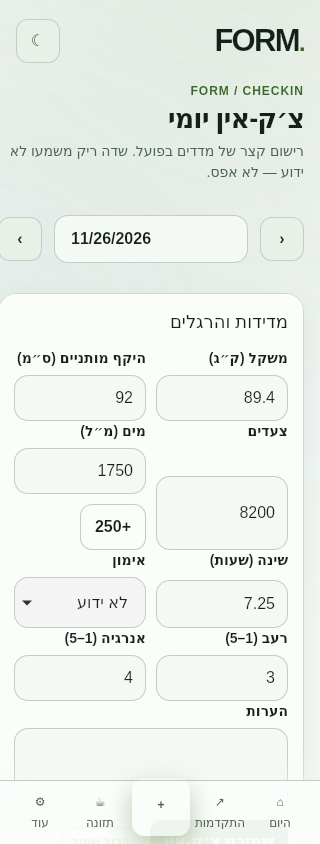 FORM.
☾
FORM / CHECKIN
צ׳ק-אין יומי
רישום קצר של מדדים בפועל. שדה ריק משמעו לא
ידוע — לא אפס.
›
11/26/2026
‹
מדידות והרגלים
משקל (ק״ג)
היקף מותניים (ס״מ)
89.4
92
צעדים
מים (מ״ל)
8200
1750
+250
שינה (שעות)
אימון
7.25
לא ידוע
רעב (1–5)
אנרגיה (1–5)
3
4
הערות
היום
התקדמות
+
תזונה
עוד